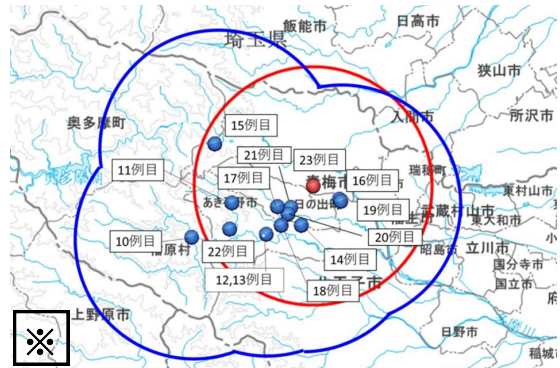 飯能市
日高市
埼玉県
狭山市
入間市
所沢市
奥多摩町
15例目
21例目
23例目
瑞穂町
11例目
17例目
16例目
青梅市
東村山市
あきる野市
日の出町
19例目
武蔵村山市
東大和市
20例目
10例目
檜原村
22例目
昭島市
立川市
14例目
国分寺市
12,13例目
八王子市
国立市
18例目
上野原市
日野市
多摩川
稲城市
※